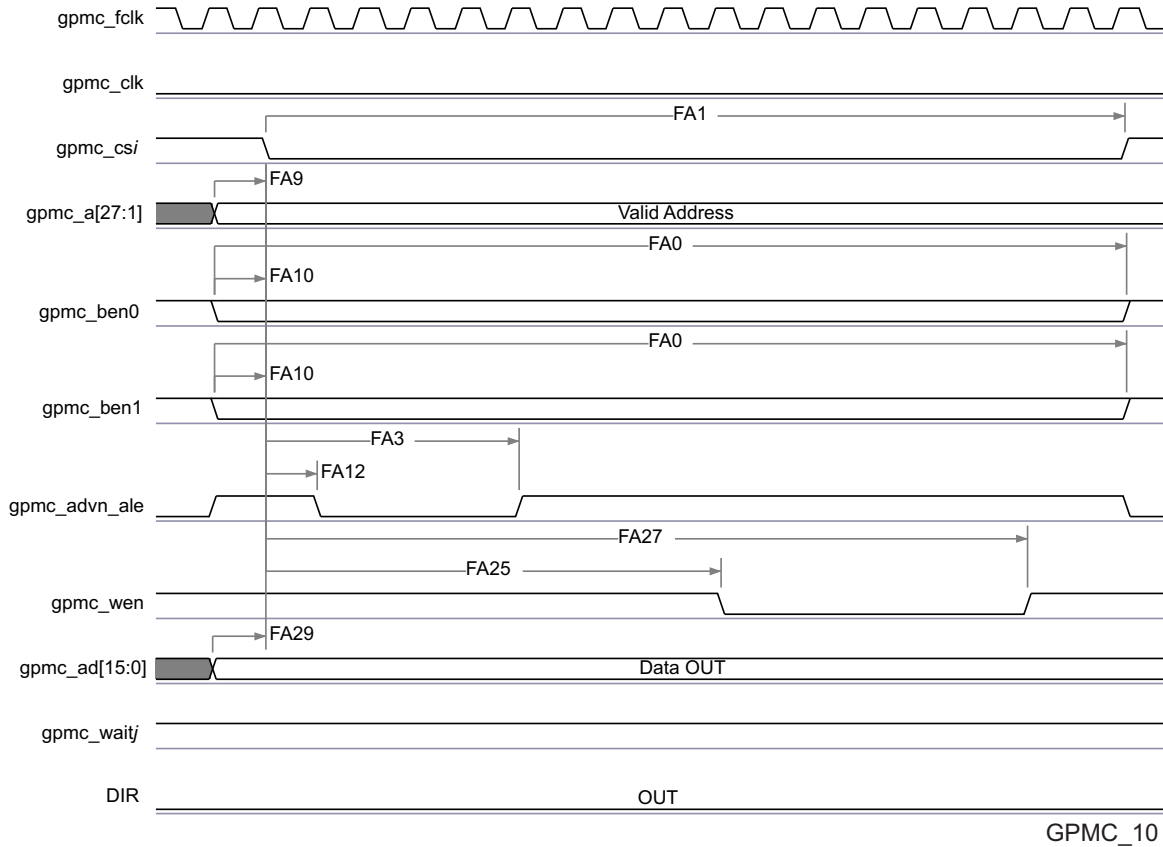 gpmc_fclk
gpmc_clk
FA1
gpmc_csi
FA9
gpmc_a[27:1]
Valid Address
FA0
FA10
gpmc_ben0
FA0
FA10
gpmc_ben1
FA3
FA12
gpmc_advn_ale
FA27
FA25
gpmc_wen
FA29
gpmc_ad[15:0]
Data OUT
gpmc_waitj
DIR
OUT
GPMC_10